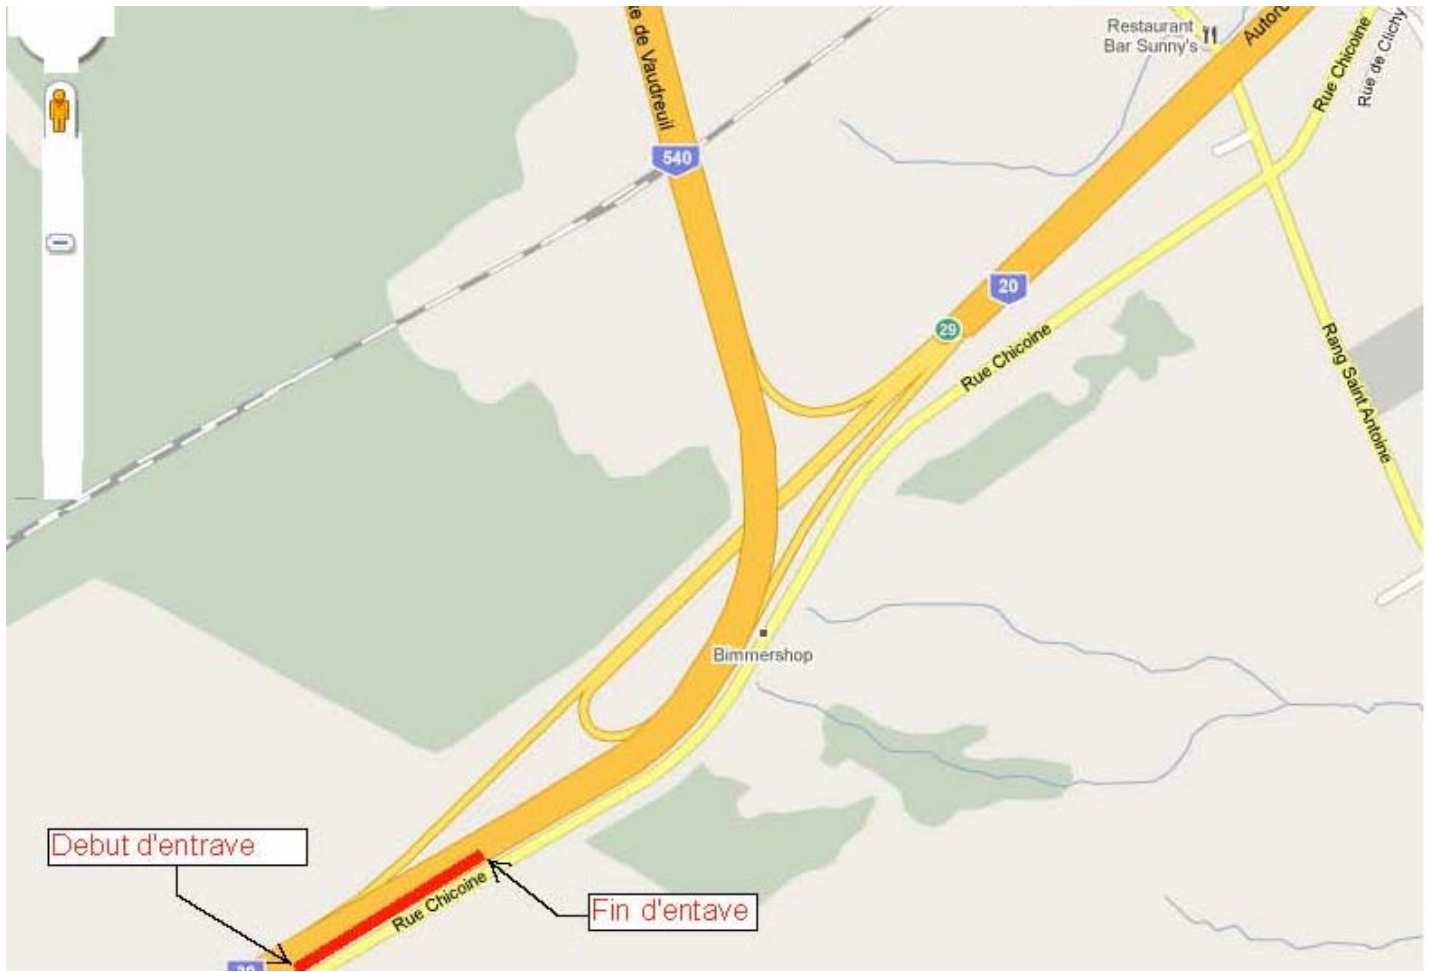 Restaurant
Bar Sunny's
Rue Chicoine
Rue de Clichy
de Vaudreuil
540
20
29
Rue Chicoine
Rang Saint Antoine
Bimmershop
Debut d'entrave
Rue Chicoine
Fin d'entave